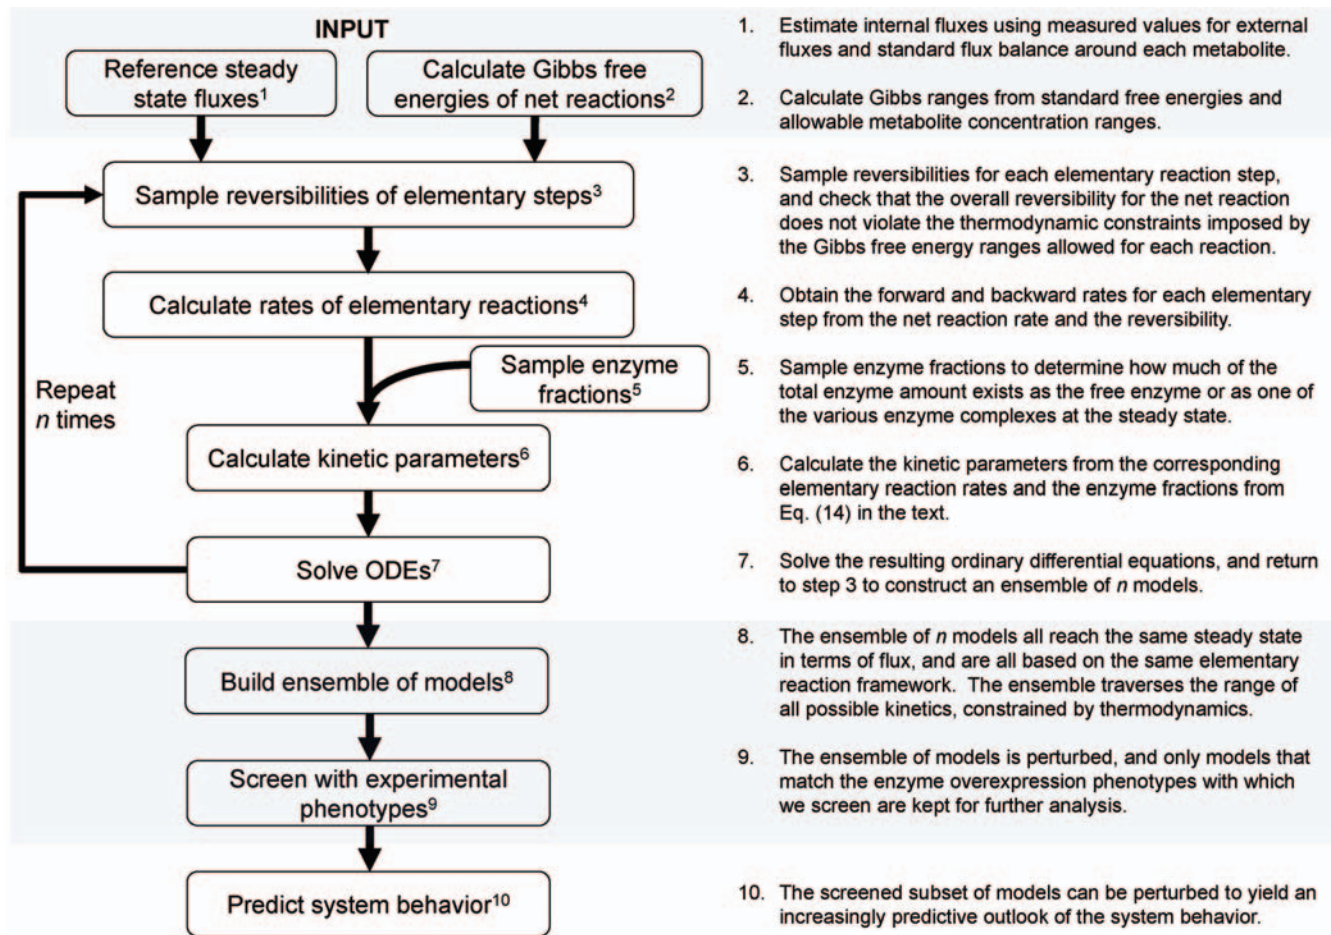 INPUT
Reference steady
state fluxes1
Calculate Gibbs free
energies of net reactions2
Sample reversibilities of elementary steps3
Calculate rates of elementary reactions4
Sample enzyme
fractions5
Repeat
n times
Calculate kinetic parameters6
Solve ODEs7
Build ensemble of models8
Screen with experimental
phenotypes9
Predict system behavior10
1. Estimate internal fluxes using measured values for external
fluxes and standard flux balance around each metabolite.
2. Calculate Gibbs ranges from standard free energies and
allowable metabolite concentration ranges.
3. Sample reversibilities for each elementary reaction step,
and check that the overall reversibility for the net reaction
does not violate the thermodynamic constraints imposed by
the Gibbs free energy ranges allowed for each reaction.
4. Obtain the forward and backward rates for each elementary
step from the net reaction rate and the reversibility.
5. Sample enzyme fractions to determine how much of the
total enzyme amount exists as the free enzyme or as one of
the various enzyme complexes at the steady state.
6. Calculate the kinetic parameters from the corresponding
elementary reaction rates and the enzyme fractions from
Eq. (14) in the text.
7. Solve the resulting ordinary differential equations, and return
to step 3 to construct an ensemble of n models.
8. The ensemble of n models all reach the same steady state
in terms of flux, and are all based on the same elementary
reaction framework. The ensemble traverses the range of
all possible kinetics, constrained by thermodynamics.
9. The ensemble of models is perturbed, and only models that
match the enzyme overexpression phenotypes with which
we screen are kept for further analysis.
10. The screened subset of models can be perturbed to yield an
increasingly predictive outlook of the system behavior.